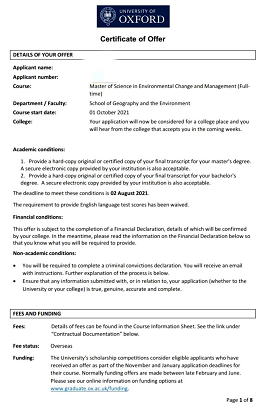 UNIVERSITY OF
OXFORD
Certificate of Offer
DETAILS OF YOUR OFFER
Applicant name:
Applicant number:
Course: Master of Science in Environmental Change and Management (Full-
time)
Department / Faculty: School of Geography and the Environment
Course start date: 01 October 2021
College: Your application will now be considered for a college place and you
will hear from the college that accepts you in the coming weeks.
Academic conditions:
1. Provide a hard-copy original or certified copy of your final transcript for your master's degree.
A secure electronic copy provided by your institution is also acceptable.
2. Provide a hard-copy original or certified copy of your final transcript for your bachelor's
degree. A secure electronic copy provided by your institution is also acceptable.
The deadline to meet these conditions is 02 August 2021.
The requirement to provide English language test scores has been waived.
Financial conditions:
This offer is subject to the completion of a Financial Declaration, details of which will be confirmed
by your college. In the meantime, please read the information on the Financial Declaration below so
that you know what you will be required to provide.
Non-academic conditions:
• You will be required to complete a criminal convictions declaration. You will receive an email
with instructions. Further explanation of the process is below.
• Ensure that any information submitted with, or in relation to, your application (whether to the
University or your college) is true, genuine, accurate and complete.
FEES AND FUNDING
Fees: Details of fees can be found in the Course Information Sheet. See the link under
"Contractual Documentation" below.
Fee status: Overseas
Funding: The University's scholarship competitions consider eligible applicants who have
received an offer as part of the November and January application deadlines for
their course. Normally funding offers are made between late February and June.
Please see our online information on funding options at
www.graduate.ox.ac.uk/funding.
Page 1 of 8